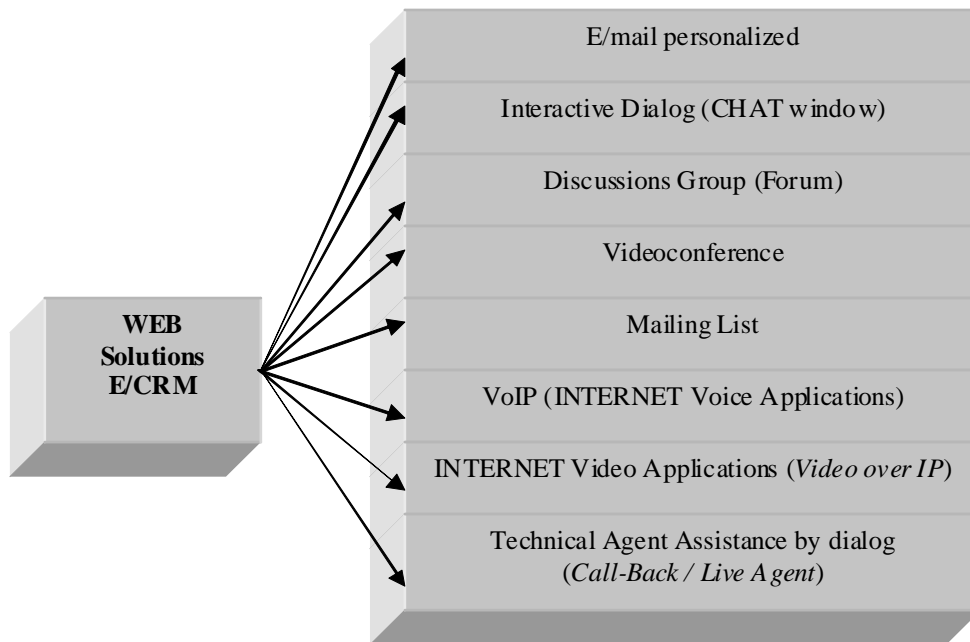 E/mail personalized
Interactive Dialog (CHAT window)
Discussions Group (Forum)
Videoconference
WEB
Solutions
E/CRM
Mailing List
VoIP (INTERNET Voice Applications)
INTERNET Video Applications (Video over IP)
Technical Agent Assistance by dialog
(Call-Back / Live Agent)